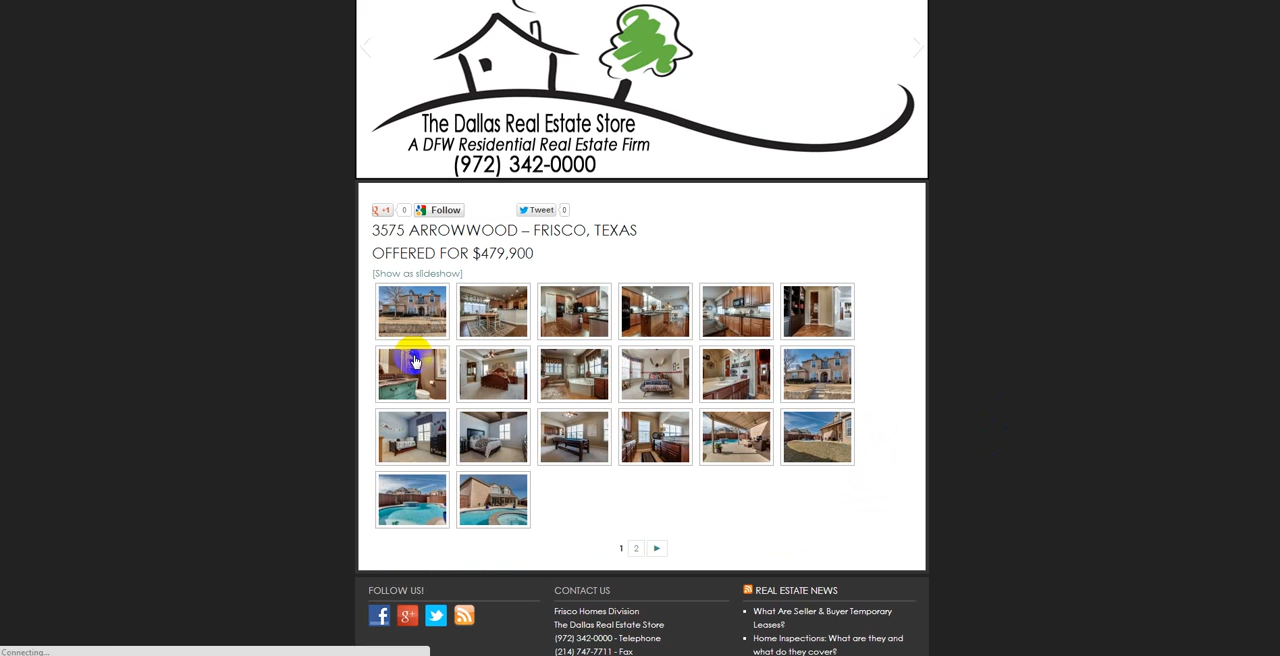 The Dallas Real Estate Store
A DFW Residential Real Estate Firm
(972) 342-0000
+1 0 Follow Tweet 0
3575 ARROWWOOD – FRISCO, TEXAS
OFFERED FOR $479,900
[Show as slideshow]
1 2 ►
FOLLOW US!
CONTACT US
Frisco Homes Division
The Dallas Real Estate Store
(972) 342-0000 - Telephone
(214) 747-7711 - Fax
REAL ESTATE NEWS
What Are Seller & Buyer Temporary
Leases?
Home Inspections: What are they and
what do they cover?
Connecting...